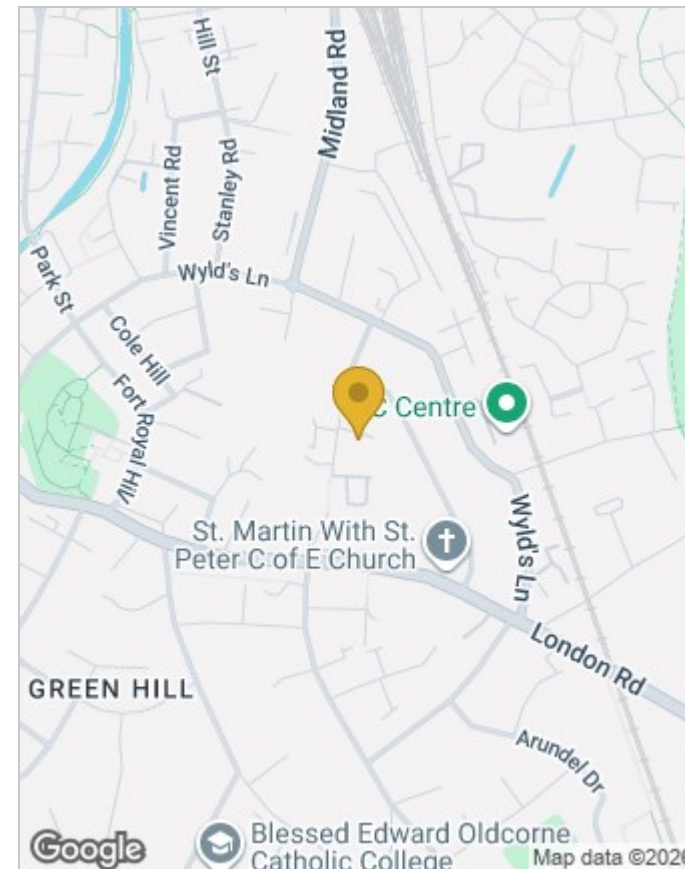 Hill St
Midland Rd
Vincent Rd
Stanley Rd
Park St
Wyld's Ln
Cole Hill
Fort Royal Hill
C Centre
Wyld's Ln
St. Martin With St.
Peter C of E Church
London Rd
GREEN HILL
Arundel Dr
Blessed Edward Oldcorne
Catholic College
Google
Map data ©2026